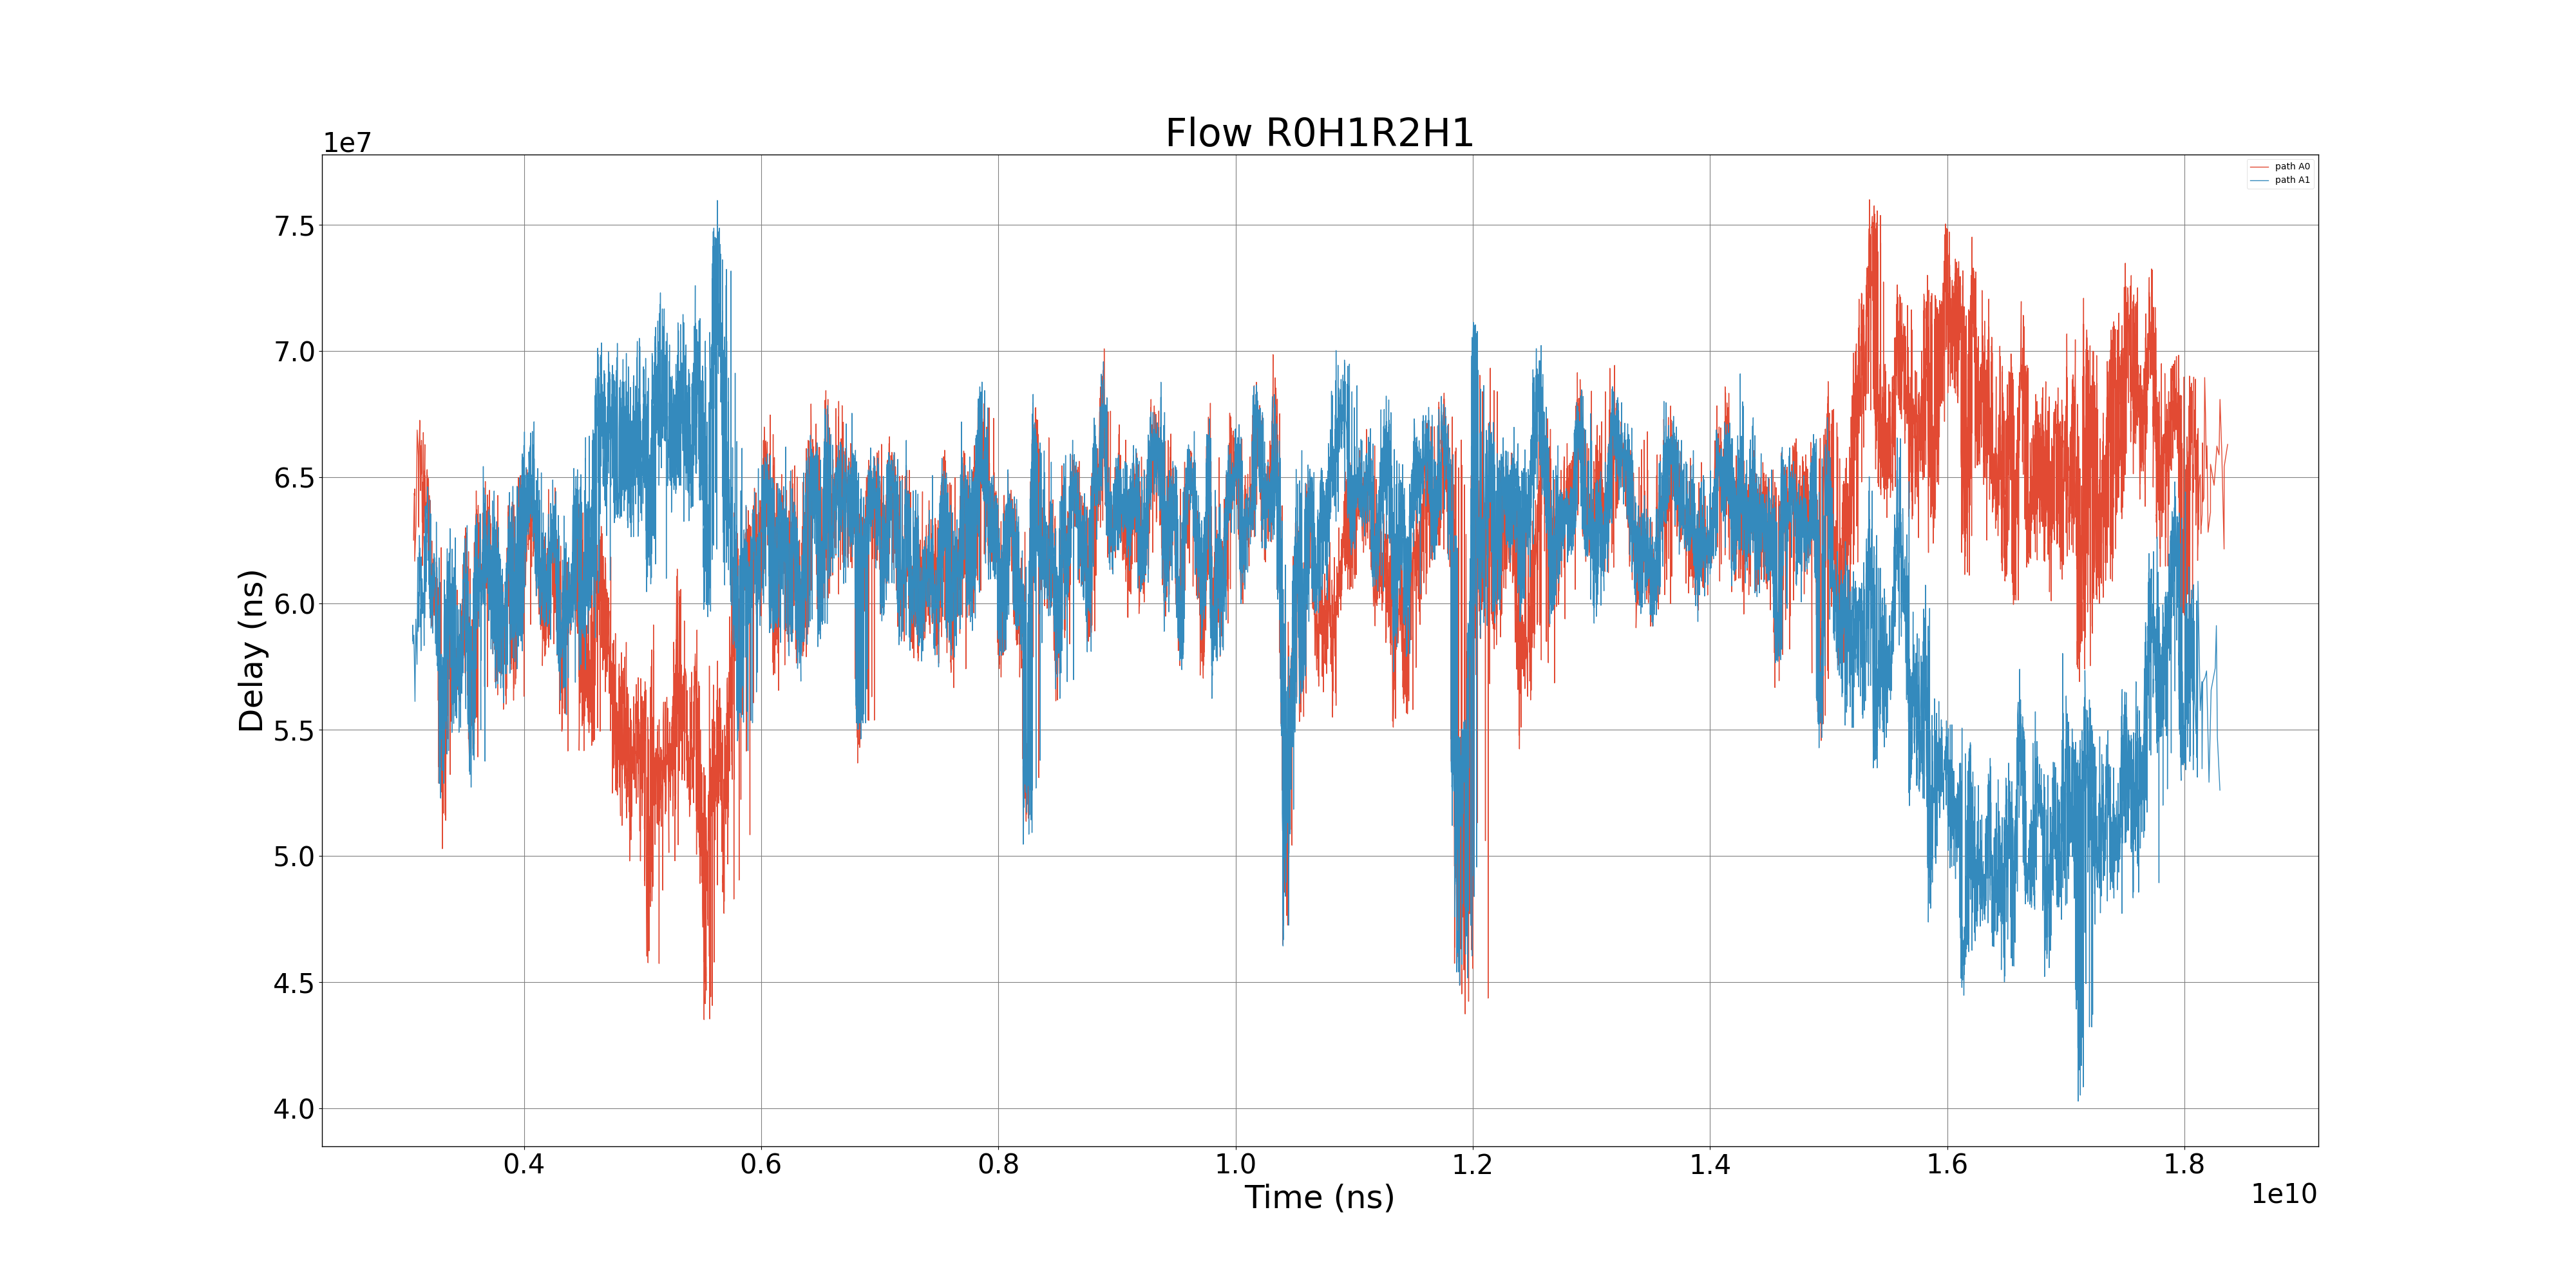 Flow R0H1R2H1
1e7
path A0
path A1
7.5
7.0
6.5
6.0
5.5
5.0
4.5
4.0
Delay (ns)
0.4 0.6 0.8 1.0 1.2 1.4 1.6 1.8
Time (ns)
1e10